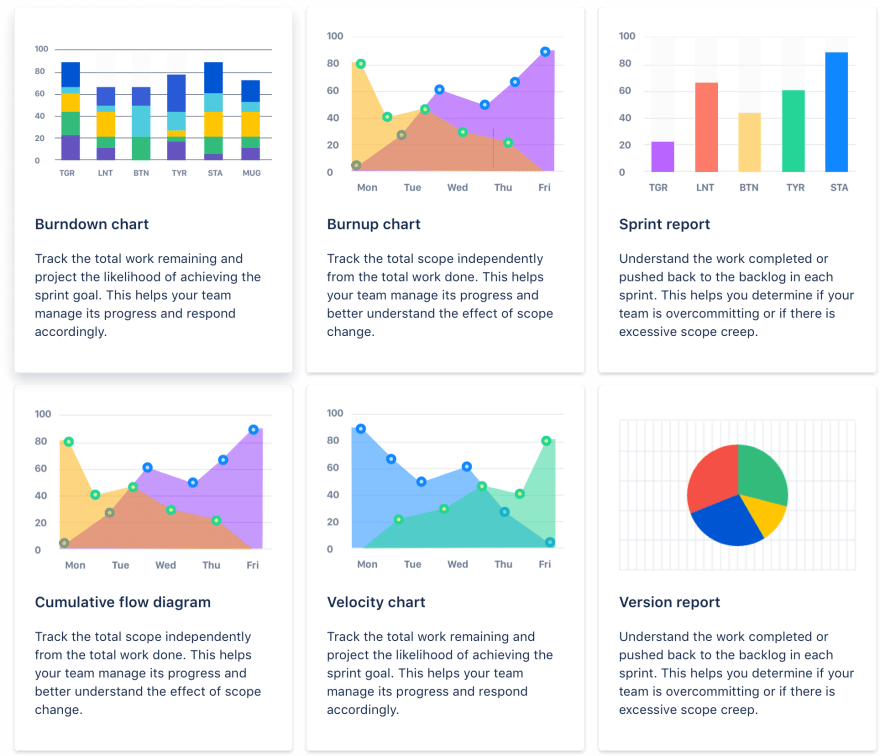 100
80
60
40
20
0
TGR LNT BTN TYR STA MUG
Burndown chart
Track the total work remaining and
project the likelihood of achieving the
sprint goal. This helps your team
manage its progress and respond
accordingly.
100
80
60
40
20
0
Mon Tue Wed Thu Fri
Burnup chart
Track the total scope independently
from the total work done. This helps
your team manage its progress and
better understand the effect of scope
change.
100
80
60
40
20
0
TGR LNT BTN TYR STA
Sprint report
Understand the work completed or
pushed back to the backlog in each
sprint. This helps you determine if your
team is overcommitting or if there is
excessive scope creep.
100
80
60
40
20
0
Mon Tue Wed Thu Fri
Cumulative flow diagram
Track the total scope independently
from the total work done. This helps
your team manage its progress and
better understand the effect of scope
change.
100
80
60
40
20
0
Mon Tue Wed Thu Fri
Velocity chart
Track the total work remaining and
project the likelihood of achieving the
sprint goal. This helps your team
manage its progress and respond
accordingly.
Version report
Understand the work completed or
pushed back to the backlog in each
sprint. This helps you determine if your
team is overcommitting or if there is
excessive scope creep.